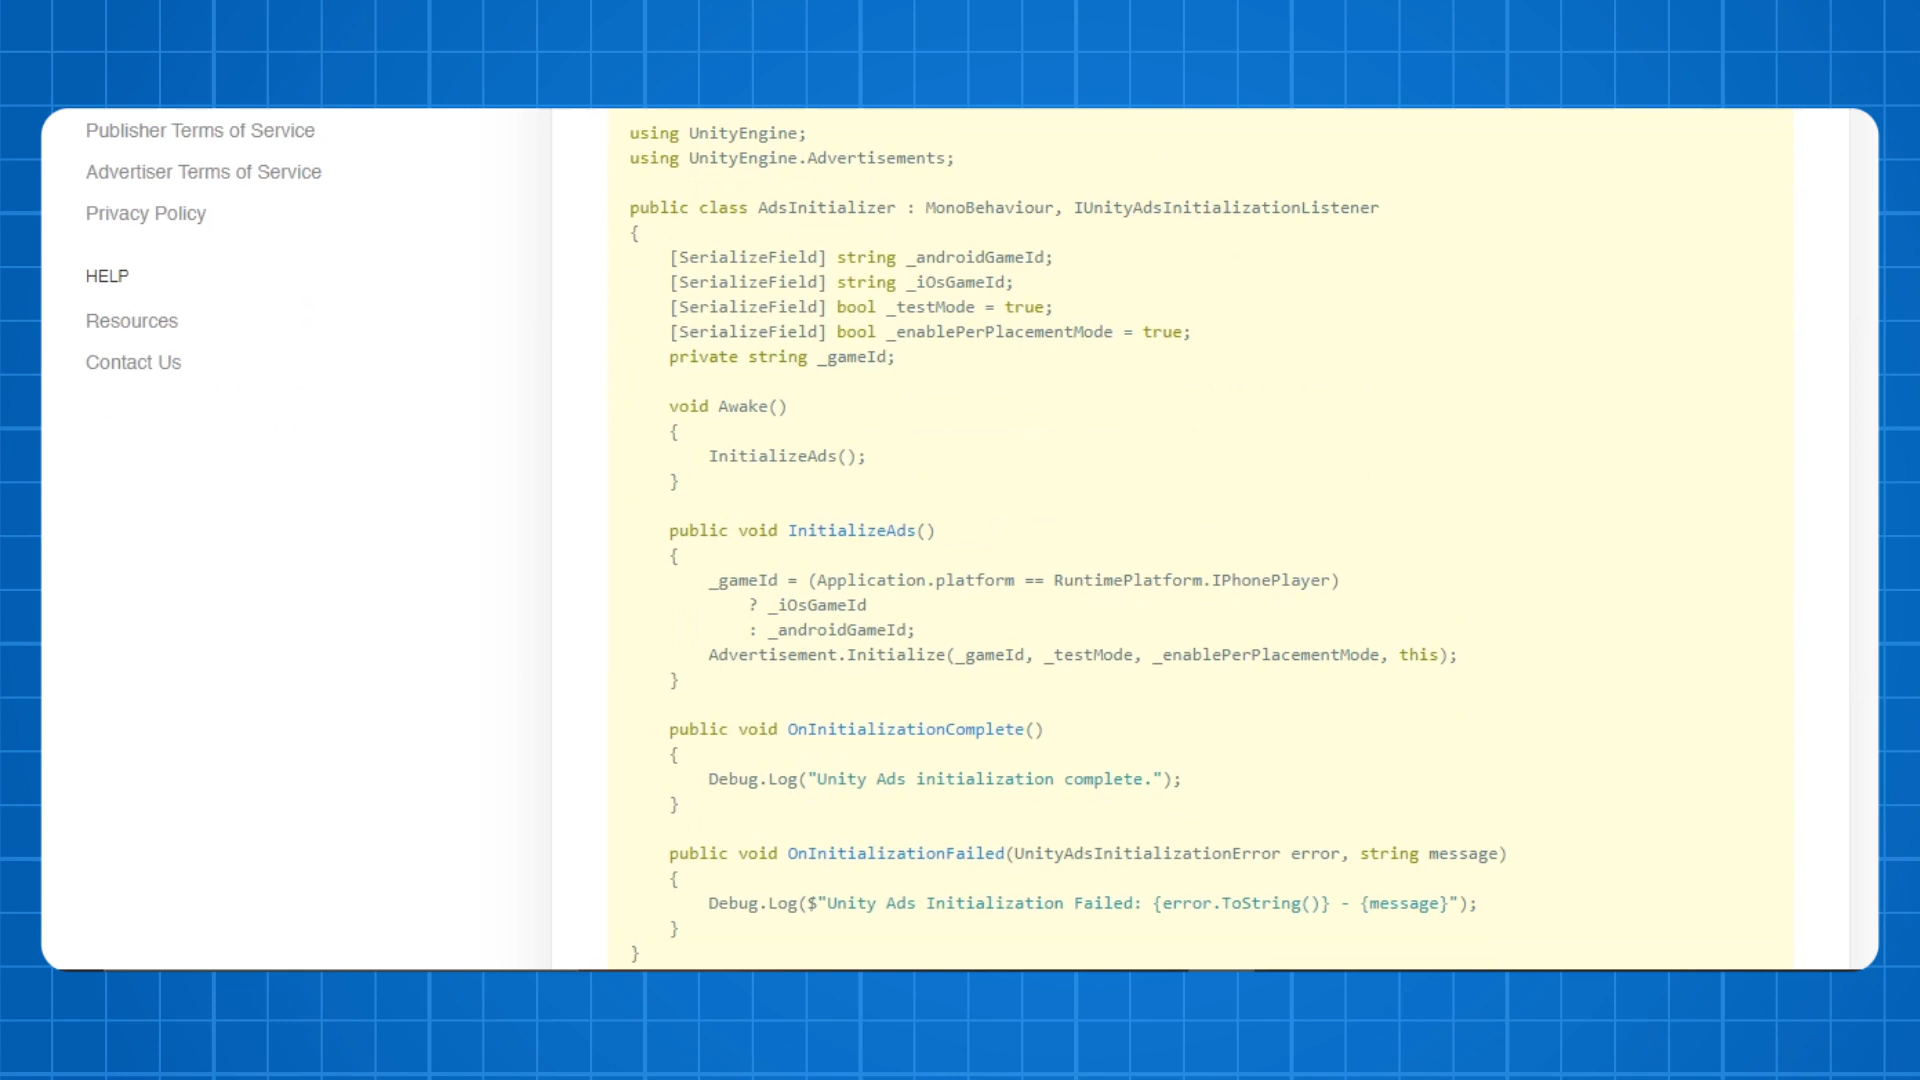 Publisher Terms of Service
Advertiser Terms of Service
Privacy Policy
HELP
Resources
Contact Us
using UnityEngine;
using UnityEngine.Advertisements;
public class AdsInitializer : MonoBehaviour, IUnityAdsInitializationListener
{
    [SerializeField] string _androidGameId;
    [SerializeField] string _iOsGameId;
    [SerializeField] bool _testMode = true;
    [SerializeField] bool _enablePerPlacementMode = true;
    private string _gameId;
    void Awake()
    {
        InitializeAds();
    }
    public void InitializeAds()
    {
        _gameId = (Application.platform == RuntimePlatform.IPhonePlayer)
            ? _iOsGameId
            : _androidGameId;
        Advertisement.Initialize(_gameId, _testMode, _enablePerPlacementMode, this);
    }
    public void OnInitializationComplete()
    {
        Debug.Log("Unity Ads initialization complete.");
    }
    public void OnInitializationFailed(UnityAdsInitializationError error, string message)
    {
        Debug.Log($"Unity Ads Initialization Failed: {error.ToString()} - {message}");
    }
}